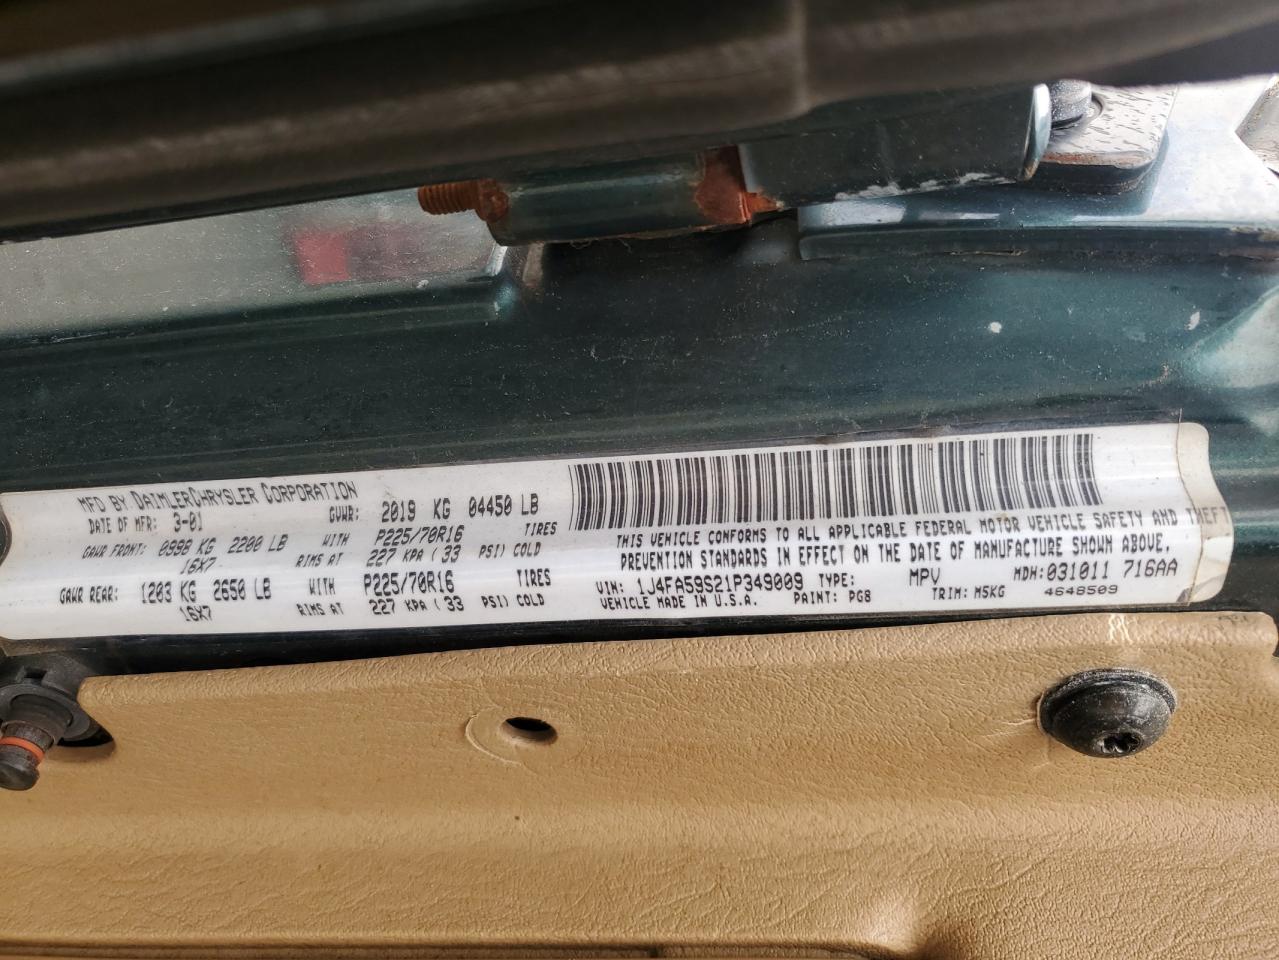 MFD BY DAIMLERCHRYSLER CORPORATION
DATE OF MFR: 3-01 GVWR: 2019 KG 04450 LB
GAWR FRONT: 0998 KG 2200 LB WITH P225/70R16 TIRES
16X7 RIMS AT 227 KPA ( 33 PSI) COLD
GAWR REAR: 1203 KG 2650 LB WITH P225/70R16 TIRES
16X7 RIMS AT 227 KPA ( 33 PSI) COLD
THIS VEHICLE CONFORMS TO ALL APPLICABLE FEDERAL MOTOR VEHICLE SAFETY AND THEFT
PREVENTION STANDARDS IN EFFECT ON THE DATE OF MANUFACTURE SHOWN ABOVE.
VIN: 1J4FA59S21P349009 TYPE: MPV MDH: 031011 716AA
VEHICLE MADE IN U.S.A. PAINT: PG8 TRIM: MSKG 4648509